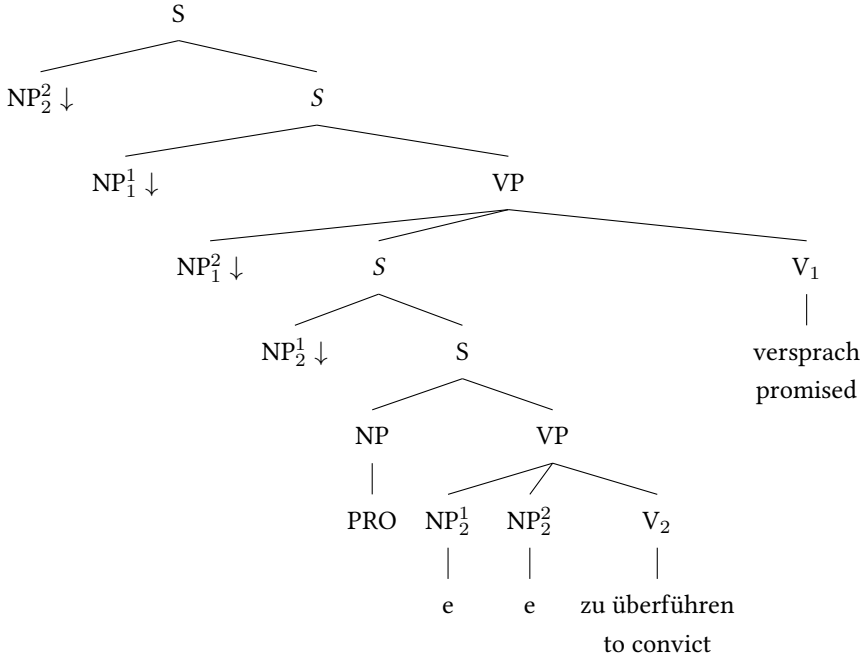 S
NP₂² ↓ S
NP₁¹ ↓ VP
NP₁² ↓ S V₁
NP₂¹ ↓ S versprach
promised
NP VP
PRO NP₂¹ NP₂² V₂
e e zu überführen
to convict